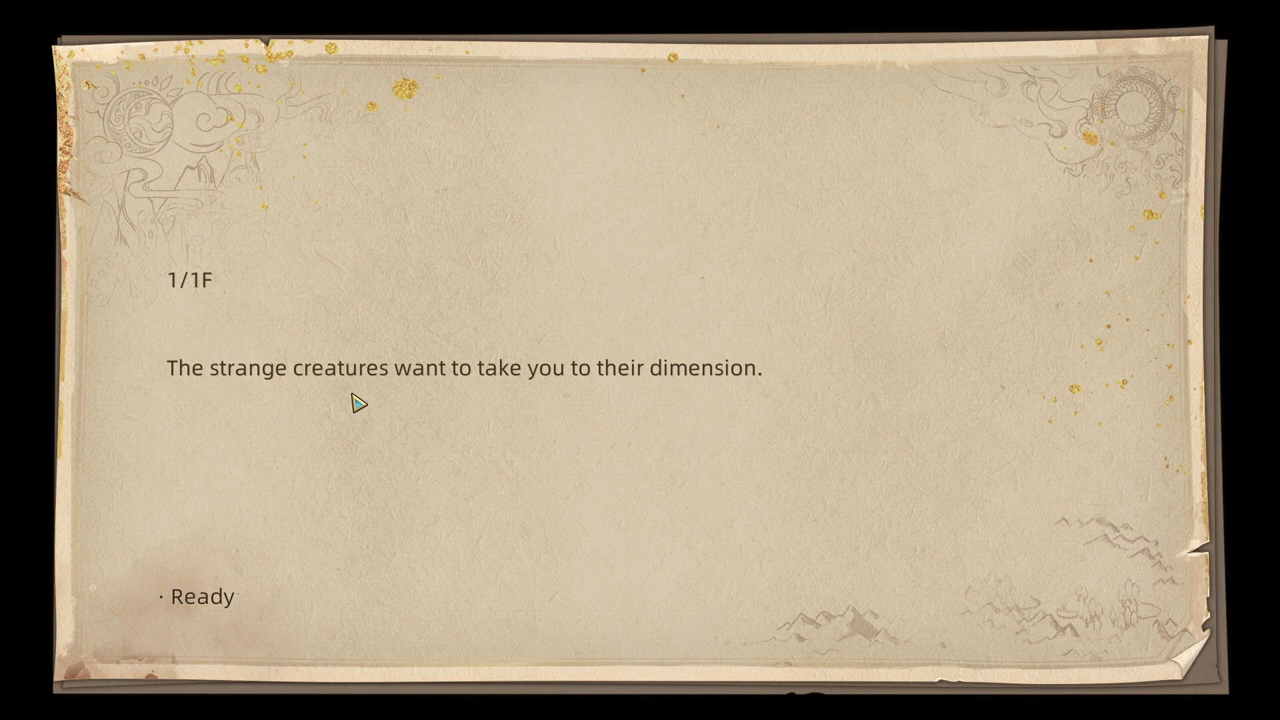 1/1F
The strange creatures want to take you to their dimension.
· Ready